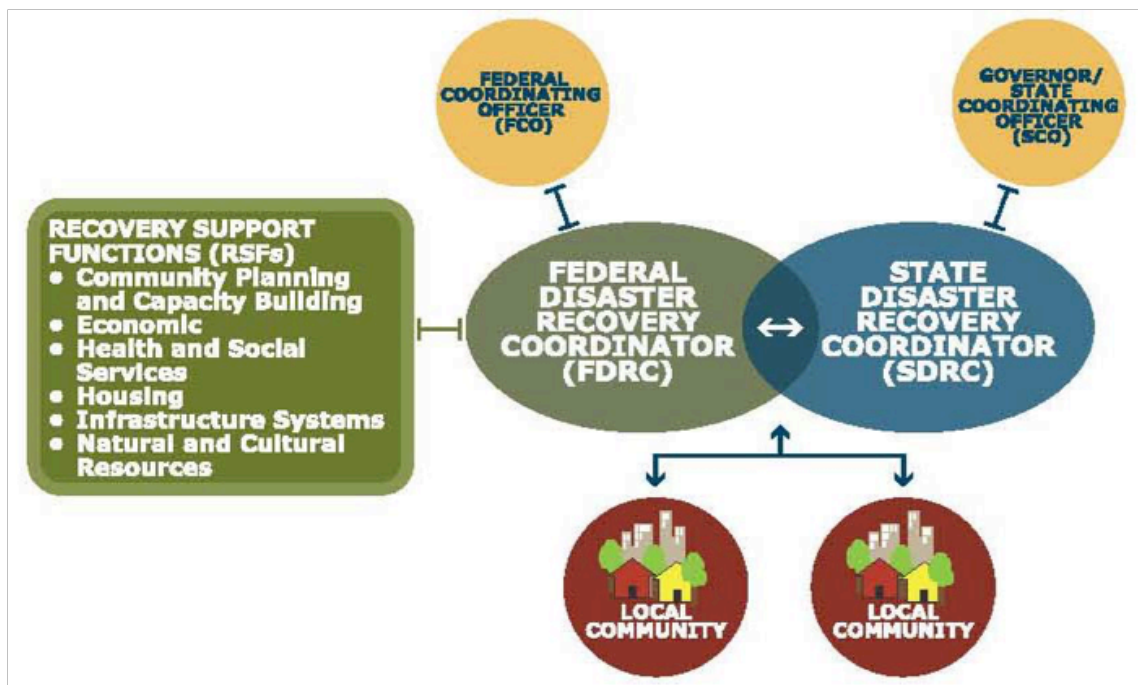 FEDERAL
COORDINATING
OFFICER
(FCO)
GOVERNOR/
STATE
COORDINATING
OFFICER
(SCO)
RECOVERY SUPPORT
FUNCTIONS (RSFs)
● Community Planning
and Capacity Building
● Economic
● Health and Social
Services
● Housing
● Infrastructure Systems
● Natural and Cultural
Resources
FEDERAL
DISASTER
RECOVERY
COORDINATOR
(FDRC)
STATE
DISASTER
RECOVERY
COORDINATOR
(SDRC)
LOCAL
COMMUNITY
LOCAL
COMMUNITY